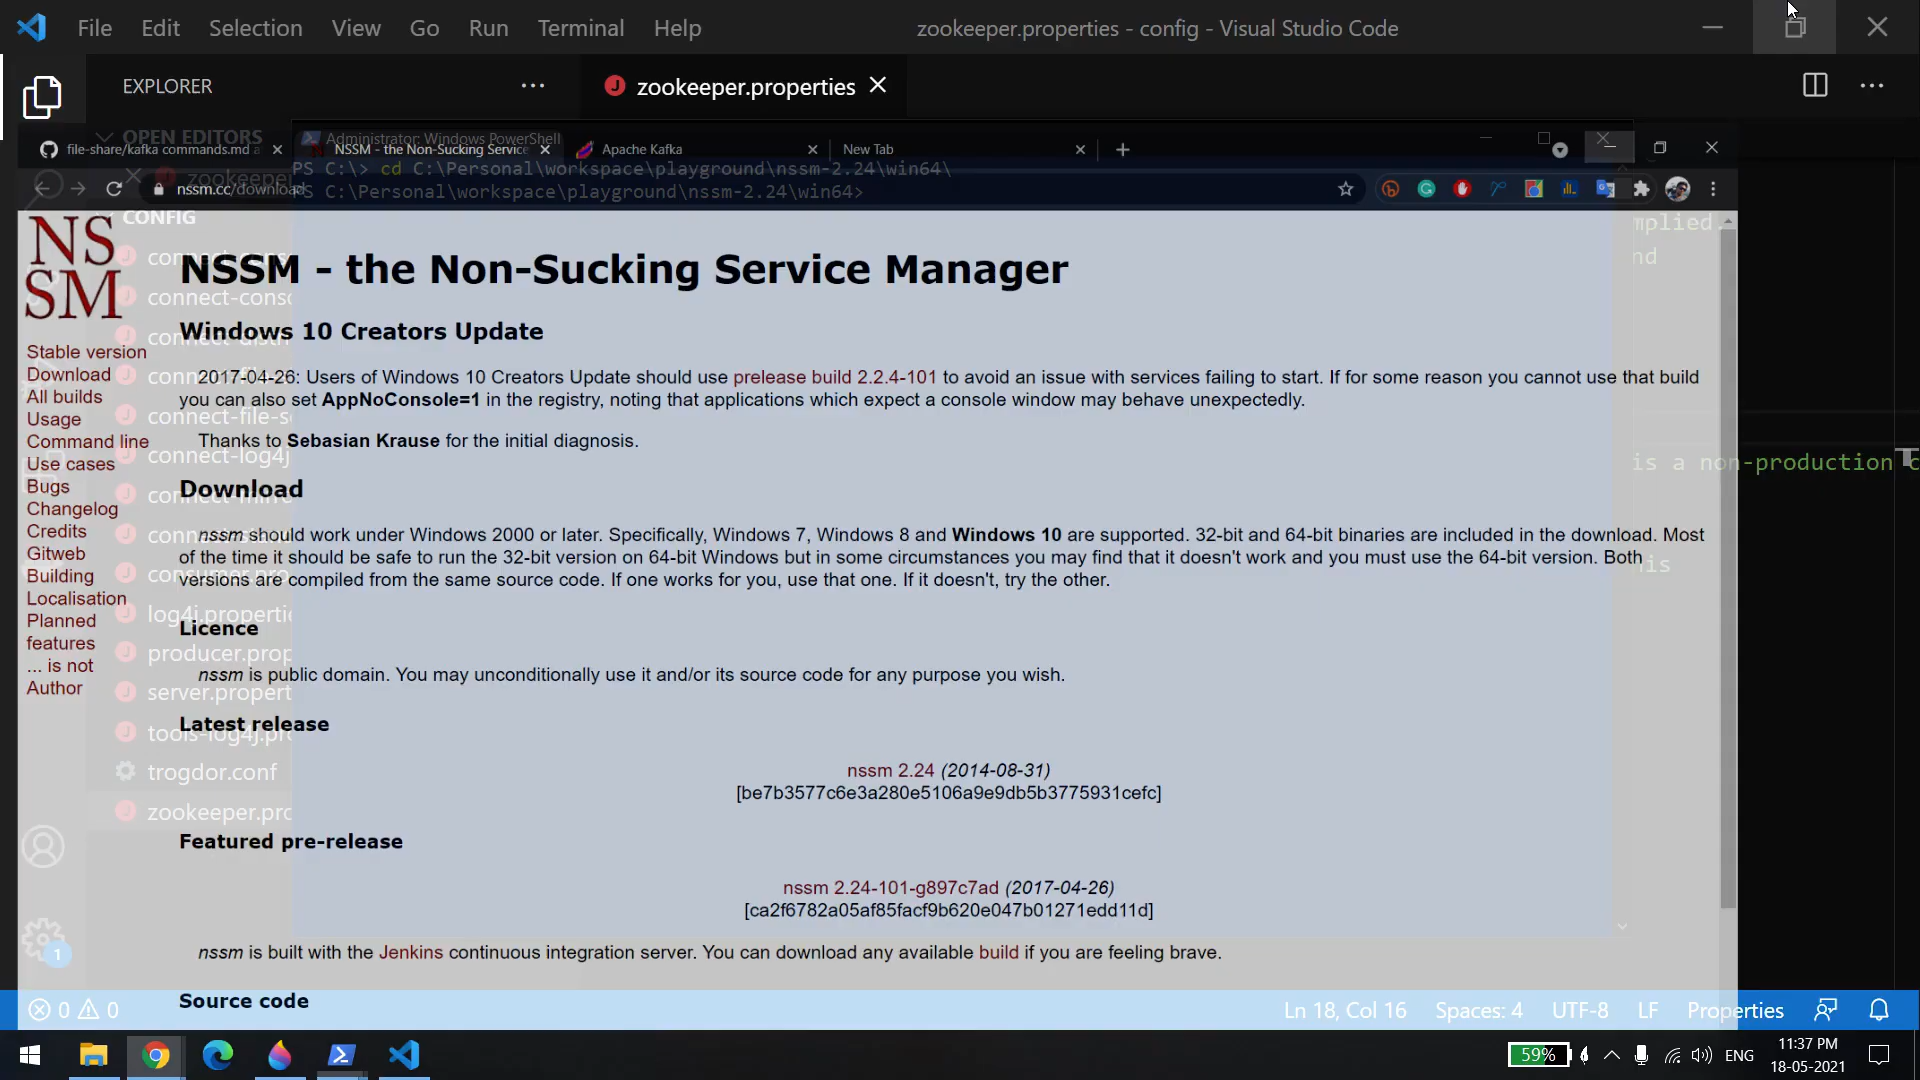 File Edit Selection View Go Run Terminal Help
zookeeper.properties - config - Visual Studio Code
EXPLORER
zookeeper.properties
OPEN EDITORS
Administrator: Windows PowerShell
file-share/kafka commands.md a
NSSM - the Non-Sucking Service
Apache Kafka
New Tab
PS C:\> cd C:\Personal\workspace\playground\nssm-2.24\win64\
PS C:\Personal\workspace\playground\nssm-2.24\win64>
nssm.cc/download
CONFIG
NS
SM
NSSM - the Non-Sucking Service Manager
Windows 10 Creators Update
2017-04-26: Users of Windows 10 Creators Update should use prelease build 2.2.4-101 to avoid an issue with services failing to start. If for some reason you cannot use that build
you can also set AppNoConsole=1 in the registry, noting that applications which expect a console window may behave unexpectedly.
Thanks to Sebasian Krause for the initial diagnosis.
Download
nssm should work under Windows 2000 or later. Specifically, Windows 7, Windows 8 and Windows 10 are supported. 32-bit and 64-bit binaries are included in the download. Most
of the time it should be safe to run the 32-bit version on 64-bit Windows but in some circumstances you may find that it doesn't work and you must use the 64-bit version. Both
versions are compiled from the same source code. If one works for you, use that one. If it doesn't, try the other.
Licence
nssm is public domain. You may unconditionally use it and/or its source code for any purpose you wish.
Latest release
nssm 2.24 (2014-08-31)
[be7b3577c6e3a280e5106a9e9db5b3775931cefc]
Featured pre-release
nssm 2.24-101-g897c7ad (2017-04-26)
[ca2f6782a05af85facf9b620e047b01271edd11d]
nssm is built with the Jenkins continuous integration server. You can download any available build if you are feeling brave.
Source code
Stable version
Download
All builds
Usage
Command line
Use cases
Bugs
Changelog
Credits
Gitweb
Building
Localisation
Planned
features
... is not
Author
connect-conso
connect-file-s
connect-log4j
log4j.properti
producer.prop
server.propert
tools-log4j.pr
trogdor.conf
zookeeper.pro
mplied.
nd
is a non-production c
is
1
0 0
Ln 18, Col 16
Spaces: 4
UTF-8
LF
Properties
59%
ENG
11:37 PM
18-05-2021